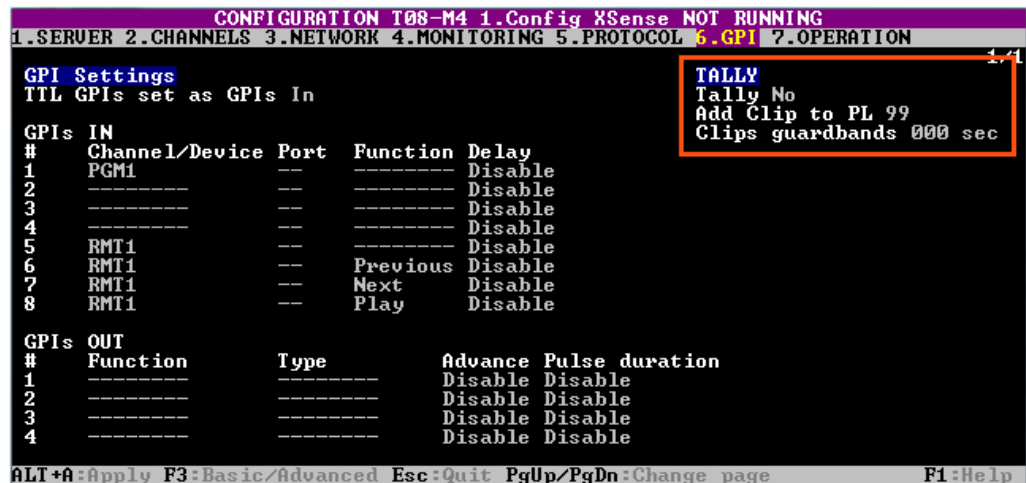 CONFIGURATION T08-M4 1.Config XSense NOT RUNNING
1.SERVER 2.CHANNELS 3.NETWORK 4.MONITORING 5.PROTOCOL 6.GPI 7.OPERATION
1/1
GPI Settings
TTL GPIs set as GPIs In
TALLY
Tally No
Add Clip to PL 99
Clips guardbands 000 sec
GPIs IN
# Channel/Device Port Function Delay
1 PGM1 -- -------- Disable
2 -------- -- -------- Disable
3 -------- -- -------- Disable
4 -------- -- -------- Disable
5 RMT1 -- -------- Disable
6 RMT1 -- Previous Disable
7 RMT1 -- Next Disable
8 RMT1 -- Play Disable
GPIs OUT
# Function Type Advance Pulse duration
1 -------- -------- Disable Disable
2 -------- -------- Disable Disable
3 -------- -------- Disable Disable
4 -------- -------- Disable Disable
ALT+A:Apply F3:Basic/Advanced Esc:Quit PgUp/PgDn:Change page F1:Help